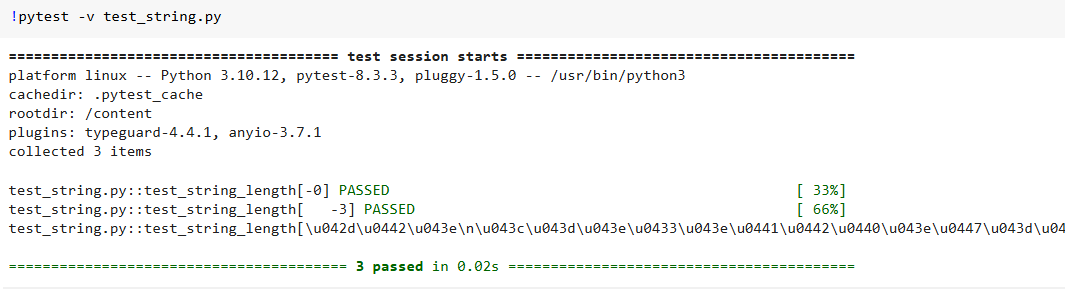 !pytest -v test_string.py
======================================= test session starts ========================================
platform linux -- Python 3.10.12, pytest-8.3.3, pluggy-1.5.0 -- /usr/bin/python3
cachedir: .pytest_cache
rootdir: /content
plugins: typeguard-4.4.1, anyio-3.7.1
collected 3 items
test_string.py::test_string_length[-0] PASSED [ 33%]
test_string.py::test_string_length[   -3] PASSED [ 66%]
test_string.py::test_string_length[\u042d\u0442\u043e\n\u043c\u043d\u043e\u0433\u043e\u0441\u0442\u0440\u043e\u0447\u043d\u04
======================================== 3 passed in 0.02s =========================================